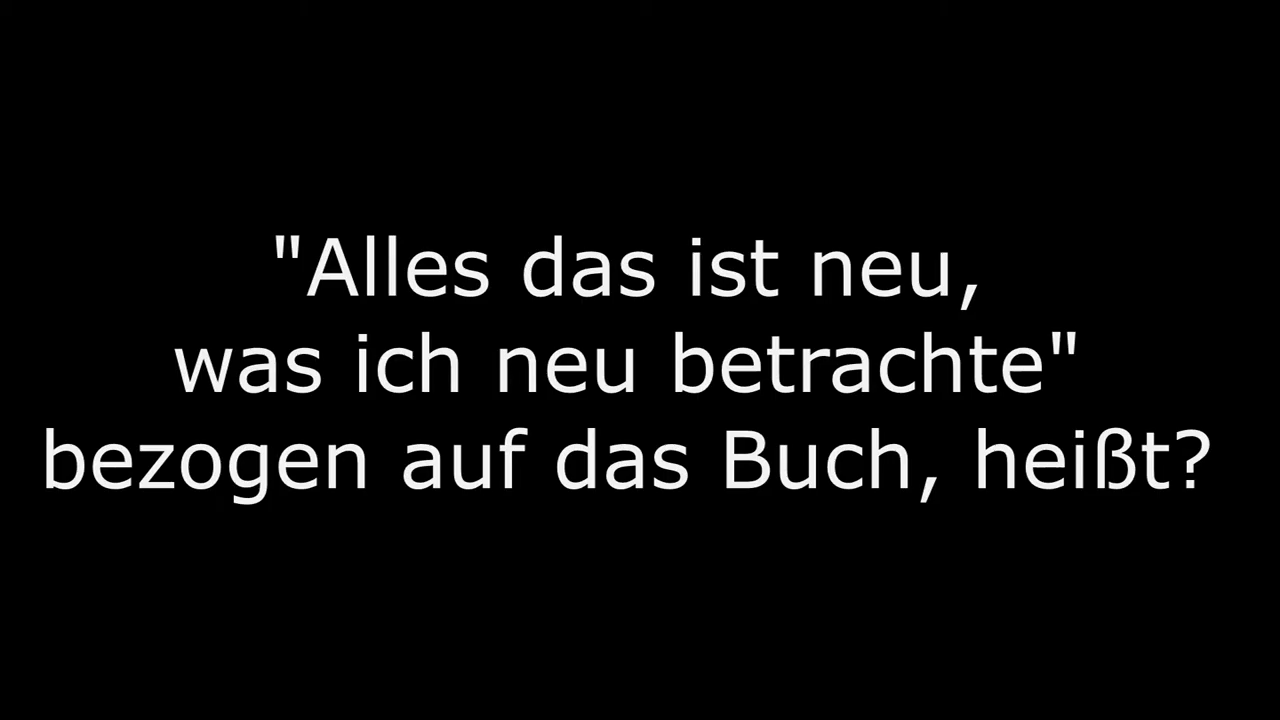 "Alles das ist neu,
was ich neu betrachte"
bezogen auf das Buch, heißt?